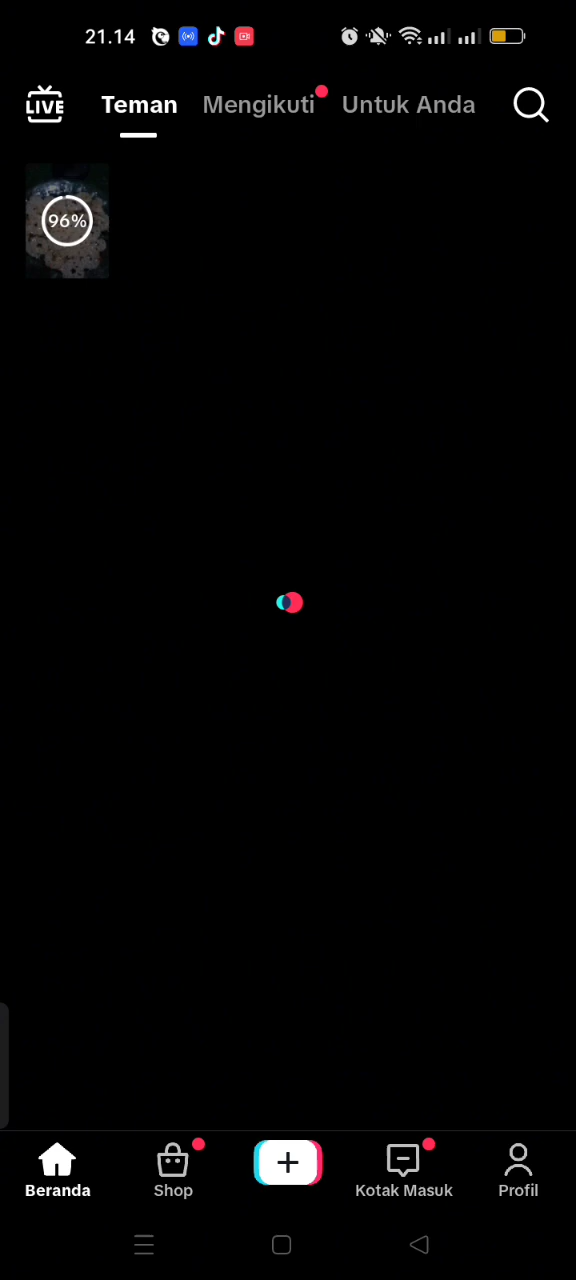 21.14
LIVE
Teman
Mengikuti
Untuk Anda
96%
Beranda
Shop
Kotak Masuk
Profil